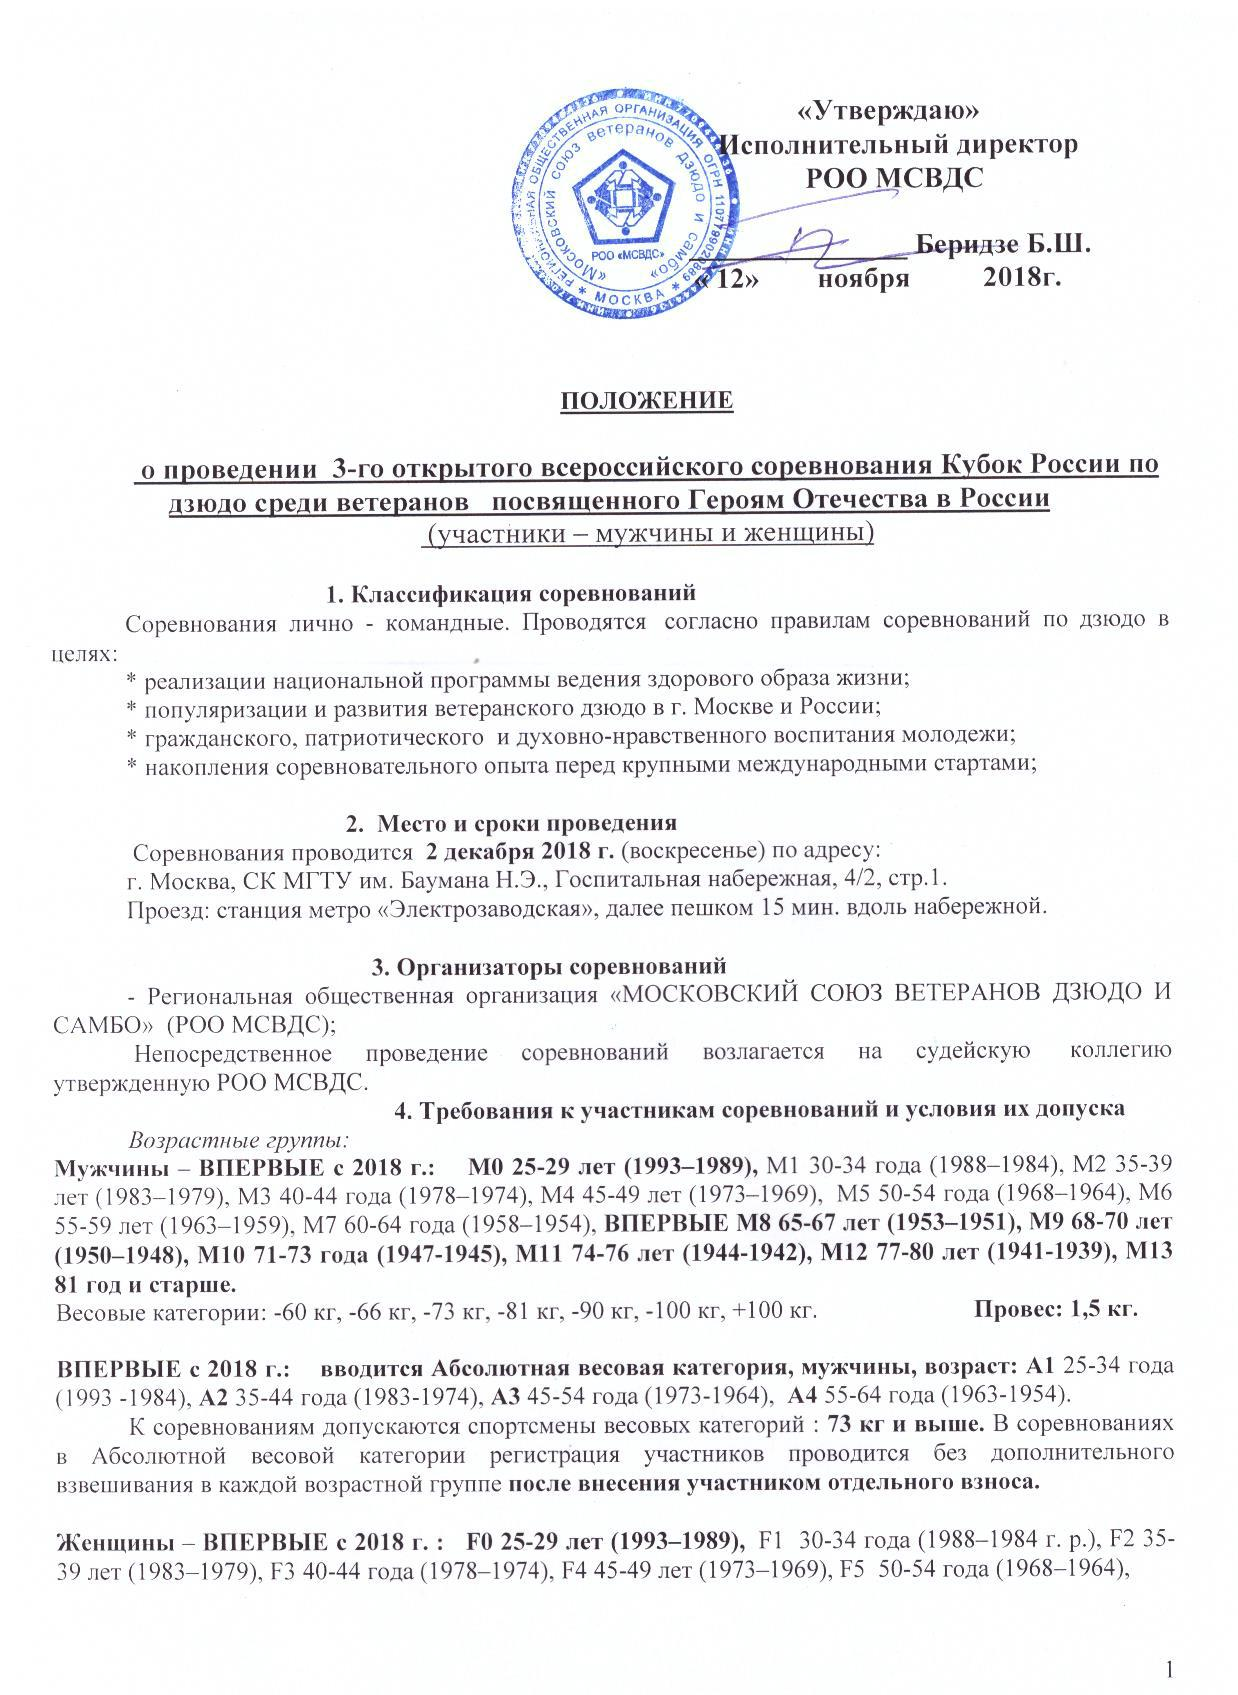 «Утверждаю»
Исполнительный директор
РОО МСВДС
Беридзе Б.Ш.
« 12» ноября 2018г.
РЕГИОНАЛЬНАЯ ОБЩЕСТВЕННАЯ ОРГАНИЗАЦИЯ ОГРН 1107799020889
* МОСКВА *
«Московский союз ветеранов дзюдо и самбо»
РОО «МСВДС»
ПОЛОЖЕНИЕ
о проведении 3-го открытого всероссийского соревнования Кубок России по
дзюдо среди ветеранов посвященного Героям Отечества в России
(участники – мужчины и женщины)
1. Классификация соревнований
Соревнования лично - командные. Проводятся согласно правилам соревнований по дзюдо в
целях:
* реализации национальной программы ведения здорового образа жизни;
* популяризации и развития ветеранского дзюдо в г. Москве и России;
* гражданского, патриотического и духовно-нравственного воспитания молодежи;
* накопления соревновательного опыта перед крупными международными стартами;
2. Место и сроки проведения
Соревнования проводится 2 декабря 2018 г. (воскресенье) по адресу:
г. Москва, СК МГТУ им. Баумана Н.Э., Госпитальная набережная, 4/2, стр.1.
Проезд: станция метро «Электрозаводская», далее пешком 15 мин. вдоль набережной.
3. Организаторы соревнований
- Региональная общественная организация «МОСКОВСКИЙ СОЮЗ ВЕТЕРАНОВ ДЗЮДО И
САМБО» (РОО МСВДС);
Непосредственное проведение соревнований возлагается на судейскую коллегию
утвержденную РОО МСВДС.
4. Требования к участникам соревнований и условия их допуска
Возрастные группы:
Мужчины – ВПЕРВЫЕ с 2018 г.: М0 25-29 лет (1993–1989), М1 30-34 года (1988–1984), М2 35-39
лет (1983–1979), М3 40-44 года (1978–1974), М4 45-49 лет (1973–1969), М5 50-54 года (1968–1964), М6
55-59 лет (1963–1959), М7 60-64 года (1958–1954), ВПЕРВЫЕ М8 65-67 лет (1953–1951), М9 68-70 лет
(1950–1948), М10 71-73 года (1947-1945), М11 74-76 лет (1944-1942), М12 77-80 лет (1941-1939), М13
81 год и старше.
Весовые категории: -60 кг, -66 кг, -73 кг, -81 кг, -90 кг, -100 кг, +100 кг. Провес: 1,5 кг.
ВПЕРВЫЕ с 2018 г.: вводится Абсолютная весовая категория, мужчины, возраст: А1 25-34 года
(1993 -1984), А2 35-44 года (1983-1974), А3 45-54 года (1973-1964), А4 55-64 года (1963-1954).
К соревнованиям допускаются спортсмены весовых категорий : 73 кг и выше. В соревнованиях
в Абсолютной весовой категории регистрация участников проводится без дополнительного
взвешивания в каждой возрастной группе после внесения участником отдельного взноса.
Женщины – ВПЕРВЫЕ с 2018 г. : F0 25-29 лет (1993–1989), F1 30-34 года (1988–1984 г. р.), F2 35-
39 лет (1983–1979), F3 40-44 года (1978–1974), F4 45-49 лет (1973–1969), F5 50-54 года (1968–1964),
1